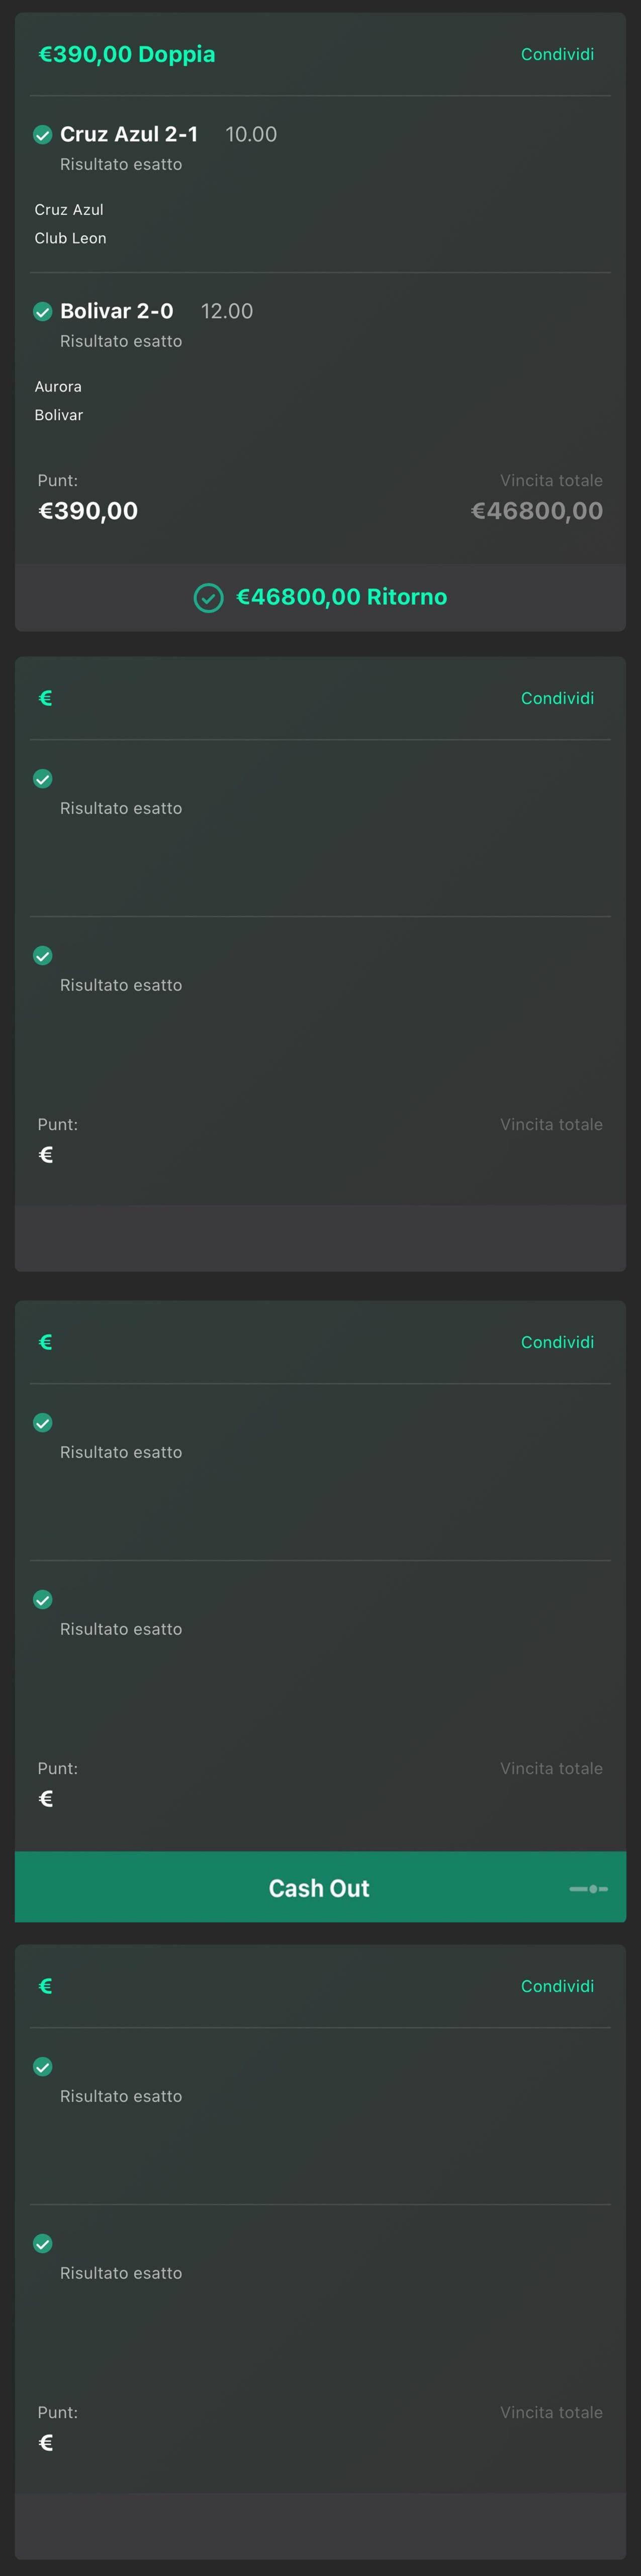 €390,00 Doppia Condividi
Cruz Azul 2-1 10.00
Risultato esatto
Cruz Azul
Club Leon
Bolivar 2-0 12.00
Risultato esatto
Aurora
Bolivar
Punt: Vincita totale
€390,00 €46800,00
€46800,00 Ritorno
€ Condividi
Risultato esatto
Risultato esatto
Punt: Vincita totale
€
€ Condividi
Risultato esatto
Risultato esatto
Punt: Vincita totale
€
Cash Out
€ Condividi
Risultato esatto
Risultato esatto
Punt: Vincita totale
€